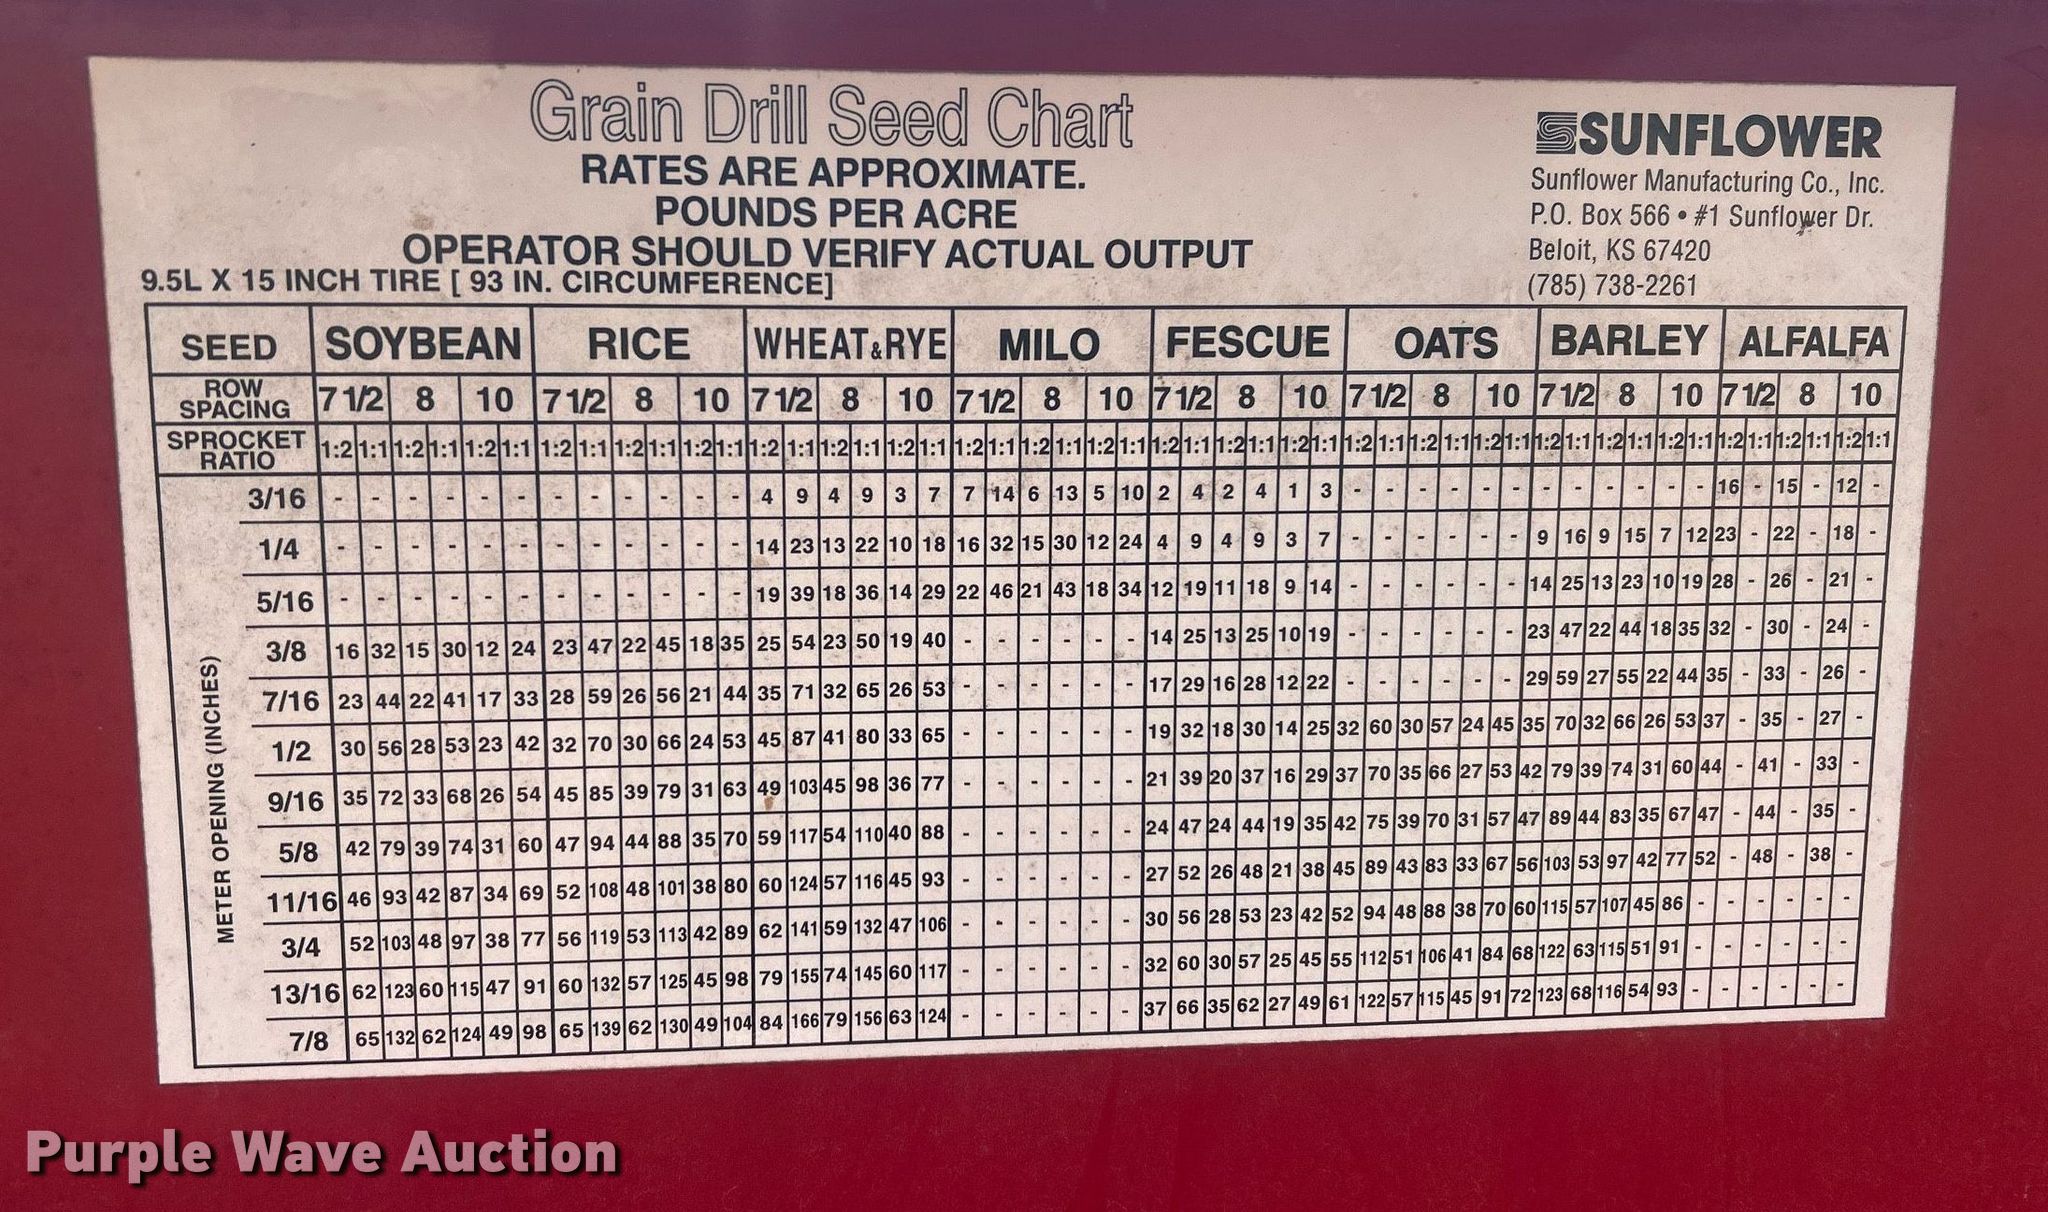 Grain Drill Seed Chart
RATES ARE APPROXIMATE.
POUNDS PER ACRE
OPERATOR SHOULD VERIFY ACTUAL OUTPUT
9.5L X 15 INCH TIRE [ 93 IN. CIRCUMFERENCE]
SUNFLOWER
Sunflower Manufacturing Co., Inc.
P.O. Box 566 • #1 Sunflower Dr.
Beloit, KS 67420
(785) 738-2261
SEED SOYBEAN RICE WHEAT & RYE MILO FESCUE OATS BARLEY ALFALFA
ROW SPACING 7 1/2 8 10 7 1/2 8 10 7 1/2 8 10 7 1/2 8 10 7 1/2 8 10 7 1/2 8 10 7 1/2 8 10 7 1/2 8 10
SPROCKET RATIO 1:2 1:1 1:2 1:1 1:2 1:1 1:2 1:1 1:2 1:1 1:2 1:1 1:2 1:1 1:2 1:1 1:2 1:1 1:2 1:1 1:2 1:1 1:2 1:1 1:2 1:1 1:2 1:1 1:2 1:1 1:2 1:1 1:2 1:1 1:2 1:1 1:2 1:1 1:2 1:1 1:2 1:1 1:2 1:1 1:2 1:1 1:2 1:1
METER OPENING (INCHES)
3/16 - - - - - - - - - - - - 4 9 4 9 3 7 7 14 6 13 5 10 2 4 2 4 1 3 - - - - - - - - - - - - 16 - 15 - 12 -
1/4 - - - - - - - - - - - - 14 23 13 22 10 18 16 32 15 30 12 24 4 9 4 9 3 7 - - - - - - 9 16 9 15 7 12 23 - 22 - 18 -
5/16 - - - - - - - - - - - - 19 39 18 36 14 29 22 46 21 43 18 34 12 19 11 18 9 14 - - - - - - 14 25 13 23 10 19 28 - 26 - 21 -
3/8 16 32 15 30 12 24 23 47 22 45 18 35 25 54 23 50 19 40 - - - - - - 14 25 13 25 10 19 - - - - - - 23 47 22 44 18 35 32 - 30 - 24 -
7/16 23 44 22 41 17 33 28 59 26 56 21 44 35 71 32 65 26 53 - - - - - - 17 29 16 28 12 22 - - - - - - 29 59 27 55 22 44 35 - 33 - 26 -
1/2 30 56 28 53 23 42 32 70 30 66 24 53 45 87 41 80 33 65 - - - - - - 19 32 18 30 14 25 32 60 30 57 24 45 35 70 32 66 26 53 37 - 35 - 27 -
9/16 35 72 33 68 26 54 45 85 39 79 31 63 49 103 45 98 36 77 - - - - - - 21 39 20 37 16 29 37 70 35 66 27 53 42 79 39 74 31 60 44 - 41 - 33 -
5/8 42 79 39 74 31 60 47 94 44 88 35 70 59 117 54 110 40 88 - - - - - - 24 47 24 44 19 35 42 75 39 70 31 57 47 89 44 83 35 67 47 - 44 - 35 -
11/16 46 93 42 87 34 69 52 108 48 101 38 80 60 124 57 116 45 93 - - - - - - 27 52 26 48 21 38 45 89 43 83 33 67 56 103 53 97 42 77 52 - 48 - 38 -
3/4 52 103 48 97 38 77 56 119 53 113 42 89 62 141 59 132 47 106 - - - - - - 30 56 28 53 23 42 52 94 48 88 38 70 60 115 57 107 45 86 - - - - - -
13/16 62 123 60 115 47 91 60 132 57 125 45 98 79 155 74 145 60 117 - - - - - - 32 60 30 57 25 45 55 112 51 106 41 84 68 122 63 115 51 91 - - - - - -
7/8 65 132 62 124 49 98 65 139 62 130 49 104 84 166 79 156 63 124 - - - - - - 37 66 35 62 27 49 61 122 57 115 45 91 72 123 68 116 54 93 - - - - - -
Purple Wave Auction